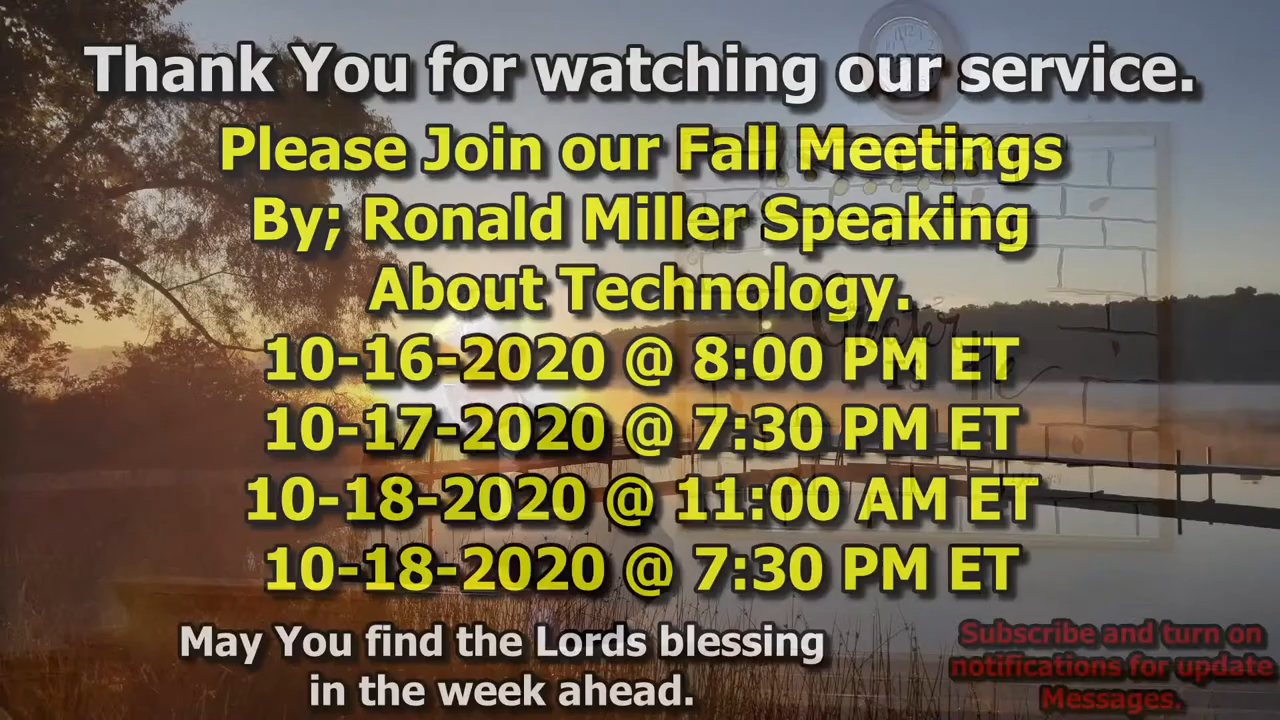 Thank You for watching our service.
Please Join our Fall Meetings
By; Ronald Miller Speaking
About Technology.
10-16-2020 @ 8:00 PM ET
10-17-2020 @ 7:30 PM ET
10-18-2020 @ 11:00 AM ET
10-18-2020 @ 7:30 PM ET
May You find the Lords blessing
in the week ahead.
Subscribe and turn on
notifications for update
Messages.
Greater
Is He